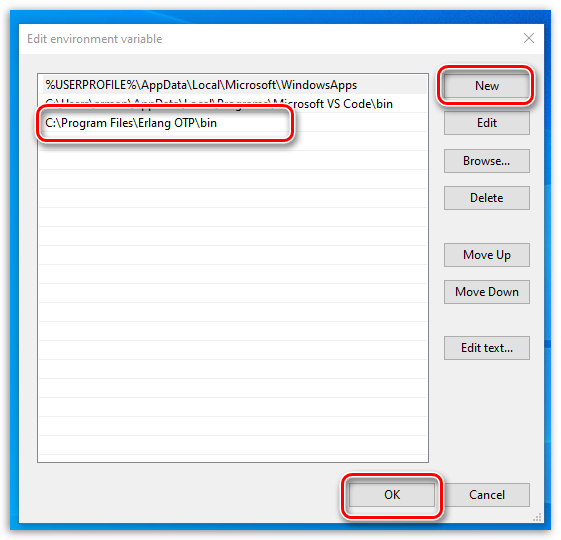 Edit environment variable
%USERPROFILE%\AppData\Local\Microsoft\WindowsApps
C:\Users\ \AppData\Local\Programs\Microsoft VS Code\bin
C:\Program Files\Erlang OTP\bin
New
Edit
Browse...
Delete
Move Up
Move Down
Edit text...
OK
Cancel